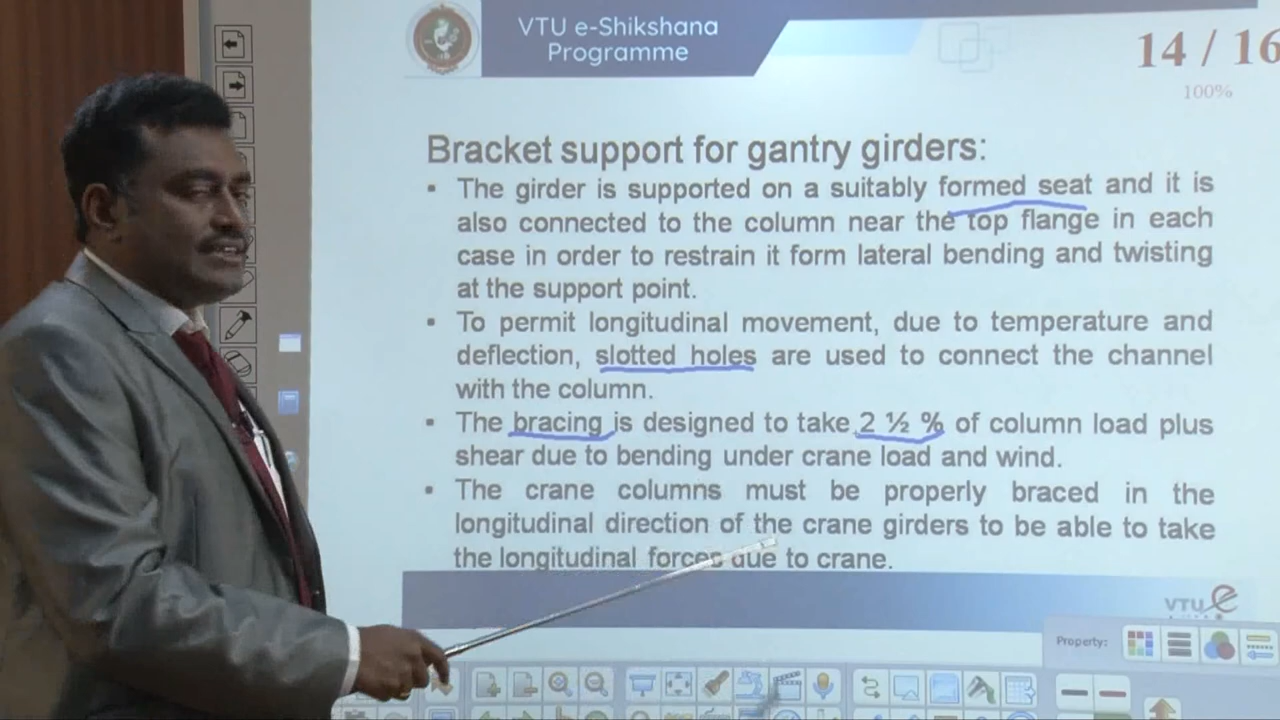 VTU e-Shikshana
Programme
14 / 16
100%
Bracket support for gantry girders:
▪ The girder is supported on a suitably formed seat and it is
also connected to the column near the top flange in each
case in order to restrain it form lateral bending and twisting
at the support point.
▪ To permit longitudinal movement, due to temperature and
deflection, slotted holes are used to connect the channel
with the column.
▪ The bracing is designed to take 2 ½ % of column load plus
shear due to bending under crane load and wind.
▪ The crane columns must be properly braced in the
longitudinal direction of the crane girders to be able to take
the longitudinal forces due to crane.
VTU e
Property: